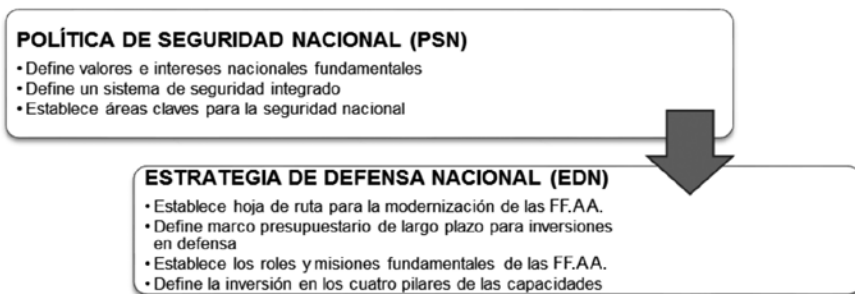 POLÍTICA DE SEGURIDAD NACIONAL (PSN)
• Define valores e intereses nacionales fundamentales
• Define un sistema de seguridad integrado
• Establece áreas claves para la seguridad nacional
ESTRATEGIA DE DEFENSA NACIONAL (EDN)
• Establece hoja de ruta para la modernización de las FF.AA.
• Define marco presupuestario de largo plazo para inversiones
en defensa
• Establece los roles y misiones fundamentales de las FF.AA.
• Define la inversión en los cuatro pilares de las capacidades